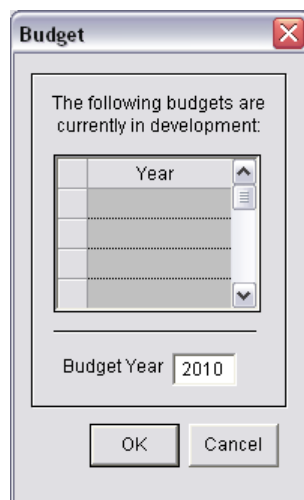 Budget
The following budgets are
currently in development:
Year
Budget Year 2010
OK Cancel